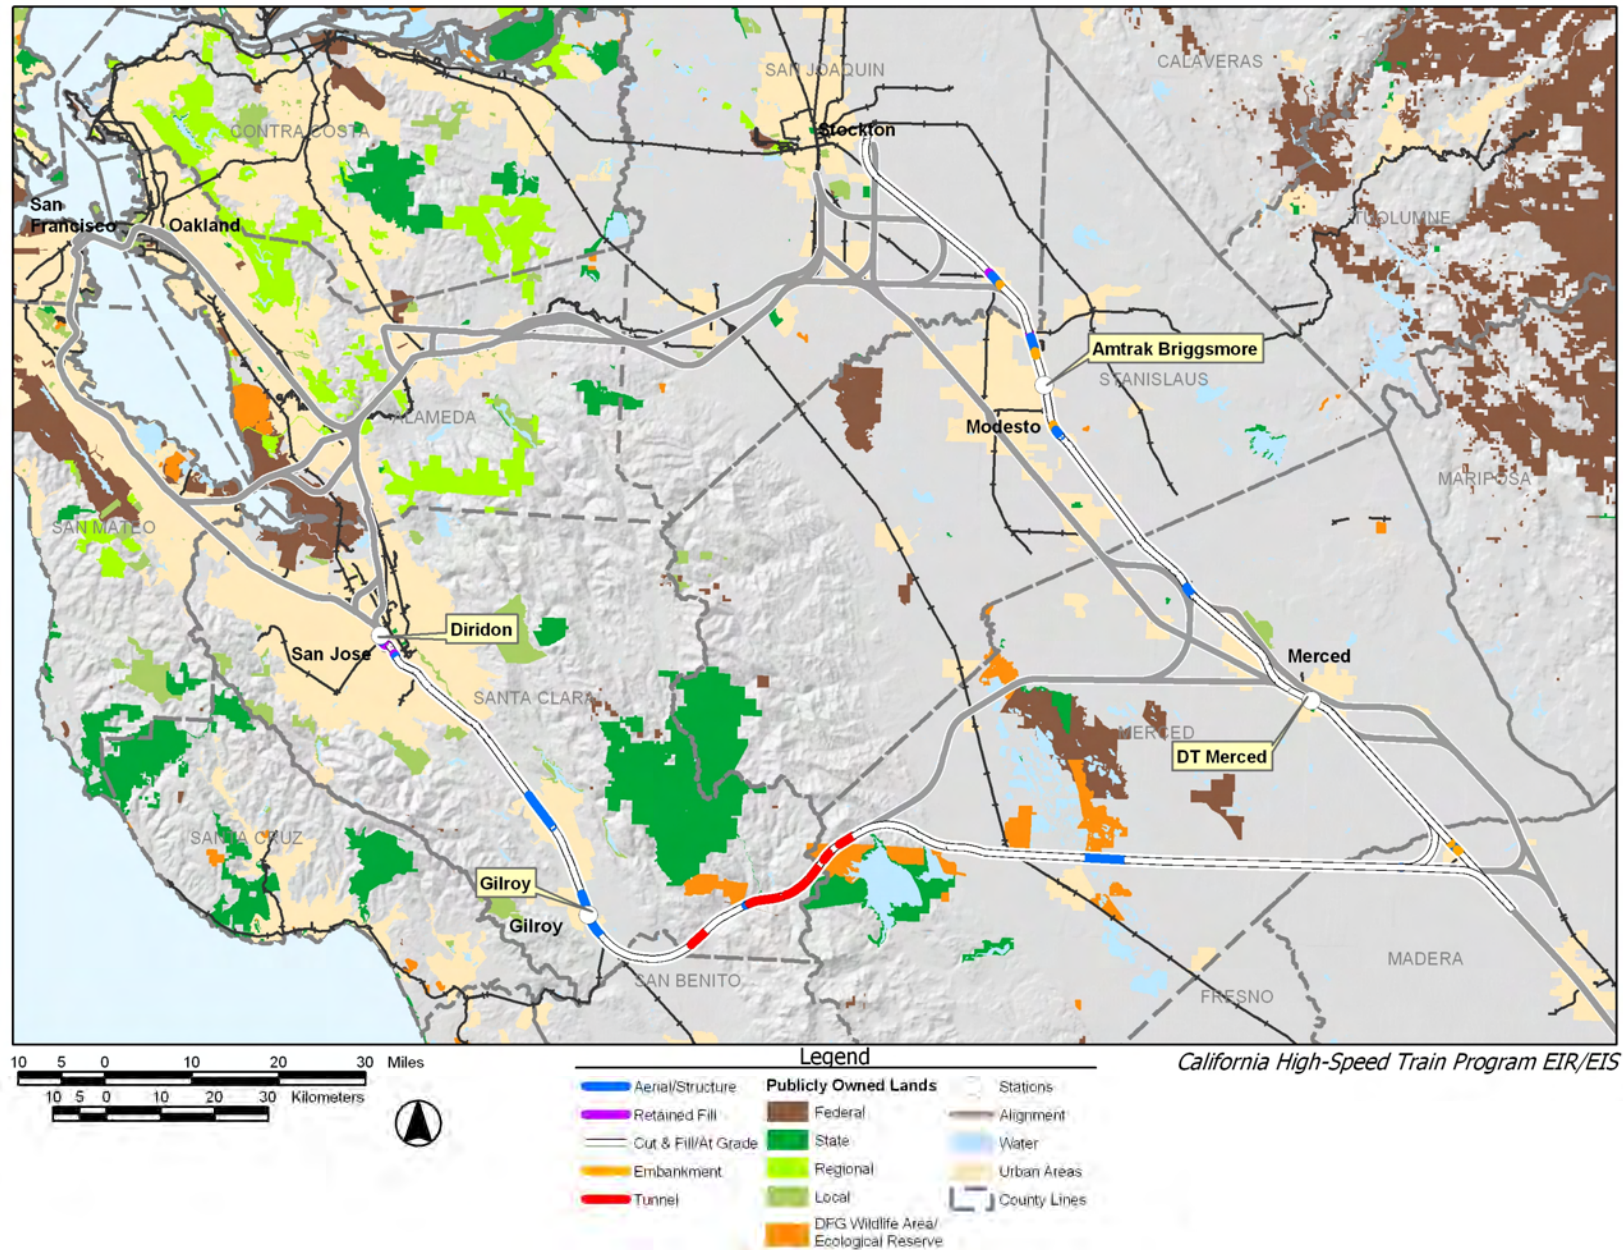 CALAVERAS
SAN JOAQUIN
Stockton
CONTRA COSTA
San
Francisco
Oakland
TUOLUMNE
Amtrak Briggsmore
STANISLAUS
ALAMEDA
Modesto
MARIPOSA
SAN MATEO
Diridon
San Jose
Merced
SANTA CLARA
MERCED
DT Merced
SANTA CRUZ
Gilroy
Gilroy
SAN BENITO
MADERA
FRESNO
10 5 0 10 20 30 Miles
10 5 0 10 20 30 Kilometers
Legend
California High-Speed Train Program EIR/EIS
Aerial/Structure
Retained Fill
Cut & Fill/At Grade
Embankment
Tunnel
Publicly Owned Lands
Federal
State
Regional
Local
DFG Wildlife Area/
Ecological Reserve
Stations
Alignment
Water
Urban Areas
County Lines